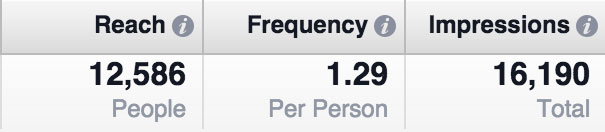 Reach Frequency Impressions
12,586 1.29 16,190
People Per Person Total